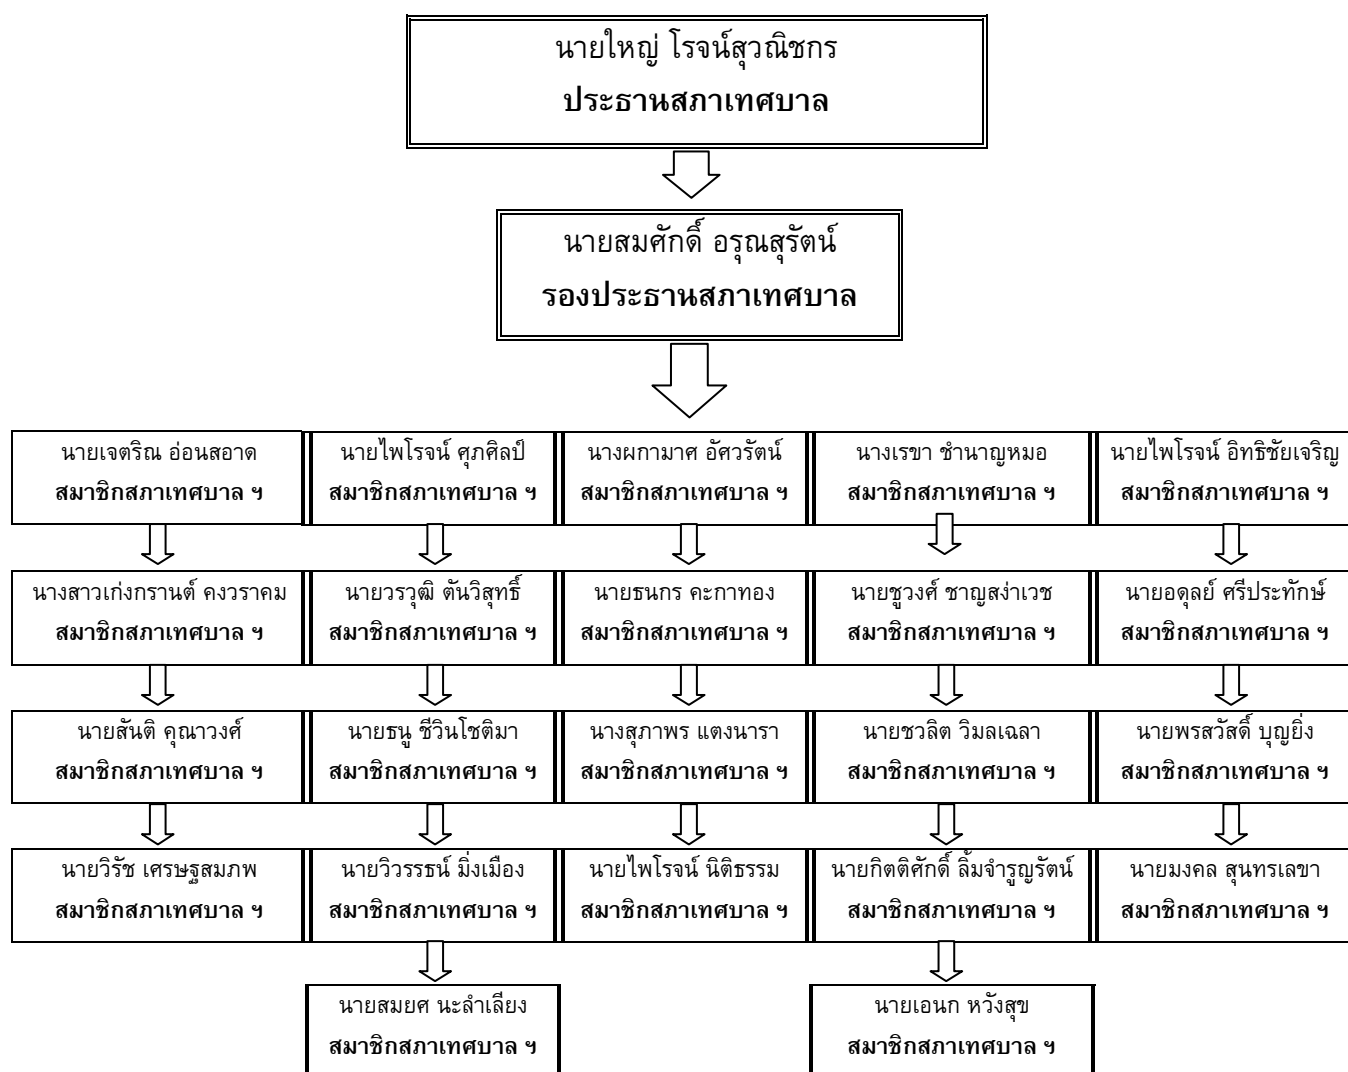 นายใหญ่ โรจน์สุวณิชกร
ประธานสภาเทศบาล
นายสมศักดิ์ อรุณสุรัตน์
รองประธานสภาเทศบาล
นายเจตริณ อ่อนสอาด
สมาชิกสภาเทศบาล ฯ
นายไพโรจน์ ศุภศิลป์
สมาชิกสภาเทศบาล ฯ
นางผกามาศ อัศวรัตน์
สมาชิกสภาเทศบาล ฯ
นางเรขา ชำนาญหมอ
สมาชิกสภาเทศบาล ฯ
นายไพโรจน์ อิทธิชัยเจริญ
สมาชิกสภาเทศบาล ฯ
นางสาวเก่งกรานต์ คงวราคม
สมาชิกสภาเทศบาล ฯ
นายวรวุฒิ ตันวิสุทธิ์
สมาชิกสภาเทศบาล ฯ
นายธนกร คะกาทอง
สมาชิกสภาเทศบาล ฯ
นายชูวงศ์ ชาญสง่าเวช
สมาชิกสภาเทศบาล ฯ
นายอดุลย์ ศรีประทักษ์
สมาชิกสภาเทศบาล ฯ
นายสันติ คุณาวงศ์
สมาชิกสภาเทศบาล ฯ
นายธนู ชีวินโชติมา
สมาชิกสภาเทศบาล ฯ
นางสุภาพร แตงนารา
สมาชิกสภาเทศบาล ฯ
นายชวลิต วิมลเฉลา
สมาชิกสภาเทศบาล ฯ
นายพรสวัสดิ์ บุญยิ่ง
สมาชิกสภาเทศบาล ฯ
นายวิรัช เศรษฐสมภพ
สมาชิกสภาเทศบาล ฯ
นายวิวรรธน์ มิ่งเมือง
สมาชิกสภาเทศบาล ฯ
นายไพโรจน์ นิติธรรม
สมาชิกสภาเทศบาล ฯ
นายกิตติศักดิ์ ลิ้มจำรูญรัตน์
สมาชิกสภาเทศบาล ฯ
นายมงคล สุนทรเลขา
สมาชิกสภาเทศบาล ฯ
นายสมยศ นะลำเลียง
สมาชิกสภาเทศบาล ฯ
นายเอนก หวังสุข
สมาชิกสภาเทศบาล ฯ